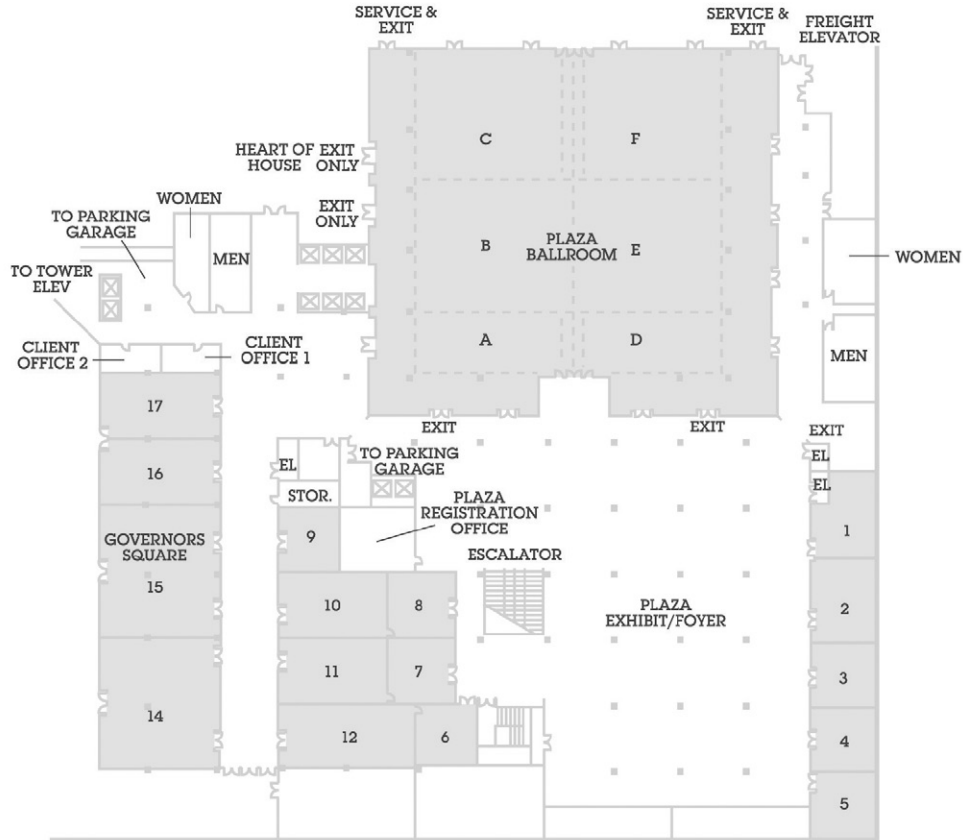 SERVICE &
EXIT
SERVICE &
EXIT
FREIGHT
ELEVATOR
C
F
HEART OF
HOUSE
EXIT
ONLY
WOMEN
EXIT
ONLY
TO PARKING
GARAGE
MEN
B
PLAZA
BALLROOM
E
WOMEN
TO TOWER
ELEV
A
D
MEN
CLIENT
OFFICE 2
CLIENT
OFFICE 1
17
EXIT
EXIT
EXIT
EL
EL
TO PARKING
GARAGE
16
EL
STOR.
PLAZA
REGISTRATION
OFFICE
9
1
GOVERNORS
SQUARE
ESCALATOR
15
10
8
PLAZA
EXHIBIT/FOYER
2
11
7
3
14
12
6
4
5